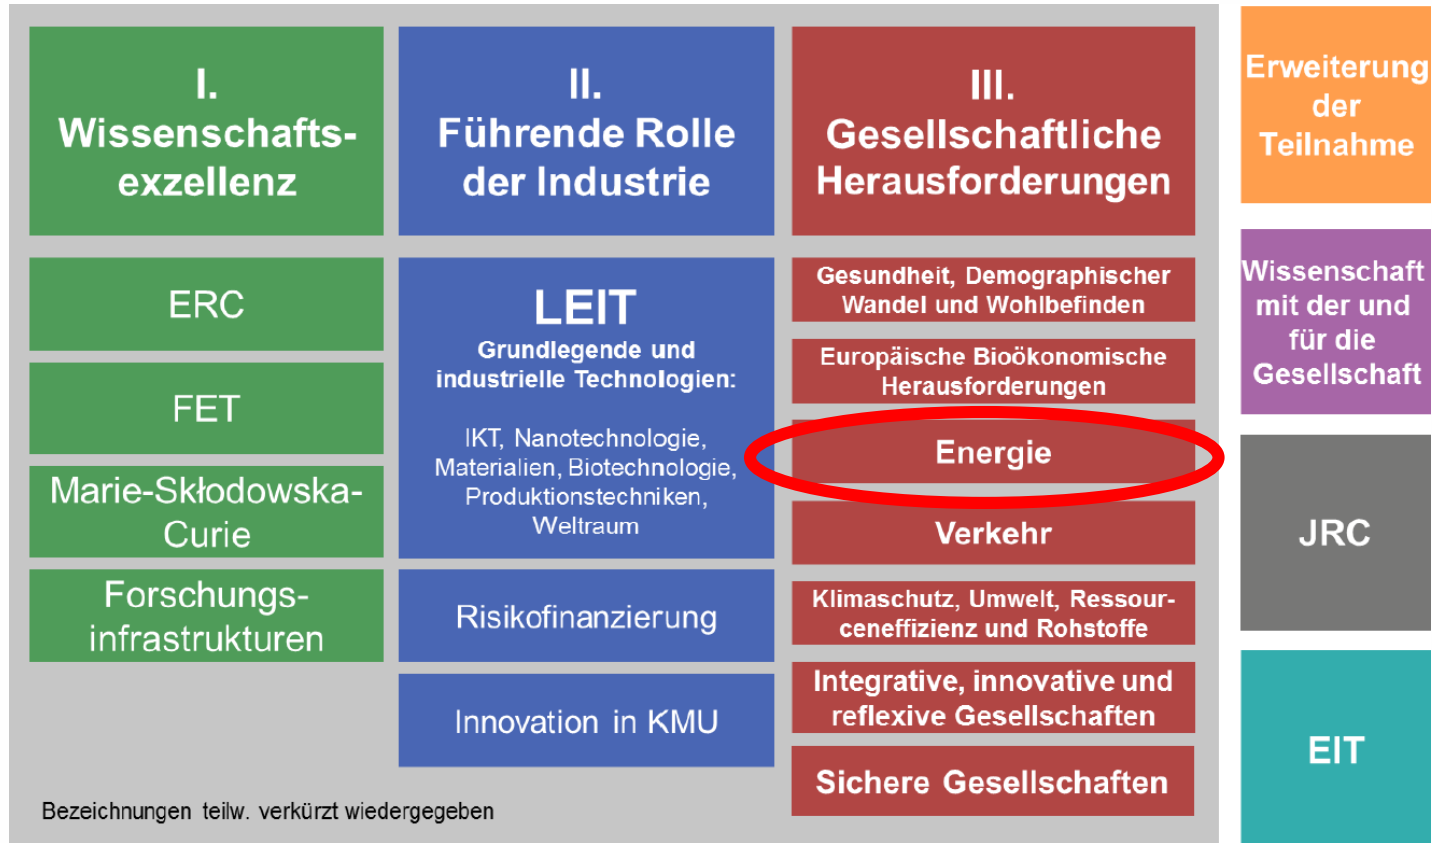 I.
Wissenschafts-
exzellenz
ERC
FET
Marie-Skłodowska-
Curie
Forschungs-
infrastrukturen
II.
Führende Rolle
der Industrie
LEIT
Grundlegende und
industrielle Technologien:
IKT, Nanotechnologie,
Materialien, Biotechnologie,
Produktionstechniken,
Weltraum
Risikofinanzierung
Innovation in KMU
III.
Gesellschaftliche
Herausforderungen
Gesundheit, Demographischer
Wandel und Wohlbefinden
Europäische Bioökonomische
Herausforderungen
Energie
Verkehr
Klimaschutz, Umwelt, Ressour-
ceneffizienz und Rohstoffe
Integrative, innovative und
reflexive Gesellschaften
Sichere Gesellschaften
Erweiterung
der
Teilnahme
Wissenschaft
mit der und
für die
Gesellschaft
JRC
EIT
Bezeichnungen teilw. verkürzt wiedergegeben